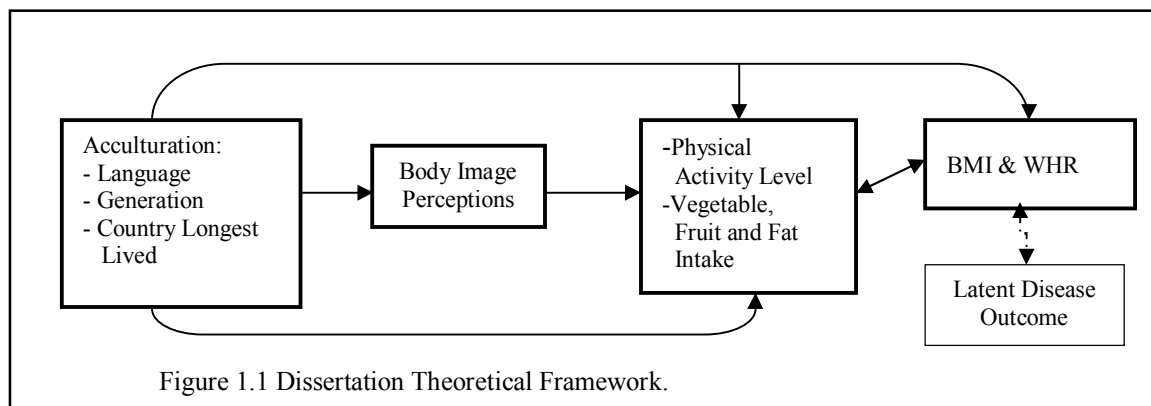 Acculturation:
- Language
- Generation
- Country Longest
Lived
Body Image
Perceptions
-Physical
Activity Level
-Vegetable,
Fruit and Fat
Intake
BMI & WHR
Latent Disease
Outcome
Figure 1.1 Dissertation Theoretical Framework.